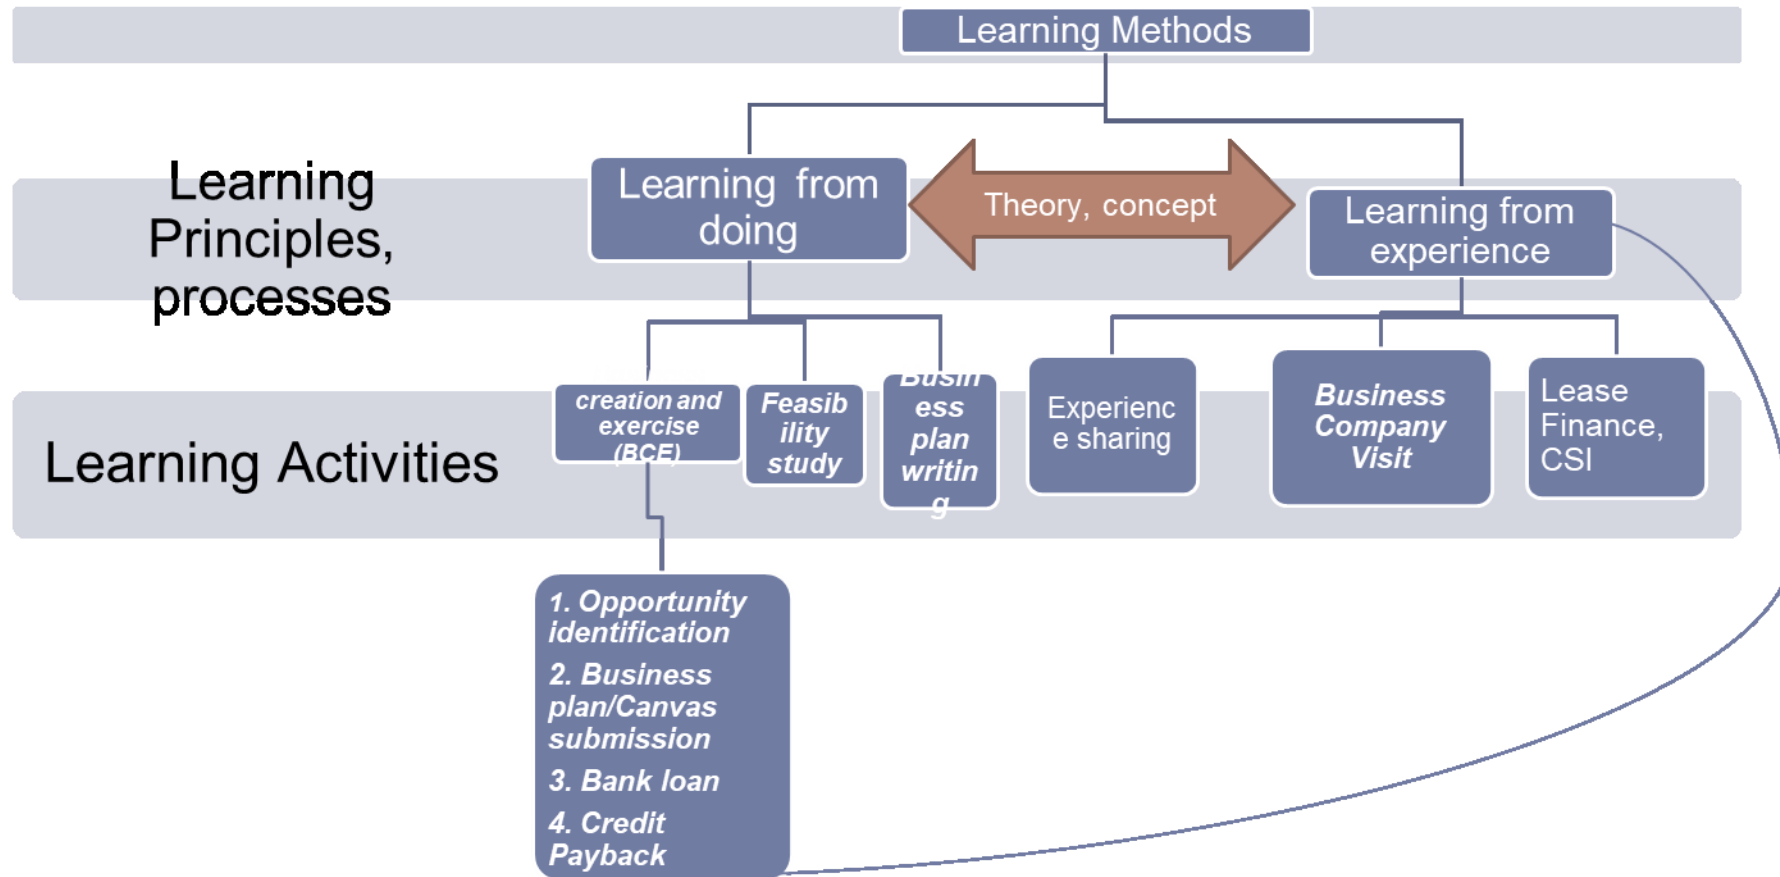 Learning Methods
Learning
Principles,
processes
Learning from
doing
Theory, concept
Learning from
experience
Learning Activities
creation and
exercise
(BCE)
Feasib
ility
study
Busin
ess
plan
writin
g
Experienc
e sharing
Business
Company
Visit
Lease
Finance,
CSI
1. Opportunity
identification
2. Business
plan/Canvas
submission
3. Bank loan
4. Credit
Payback